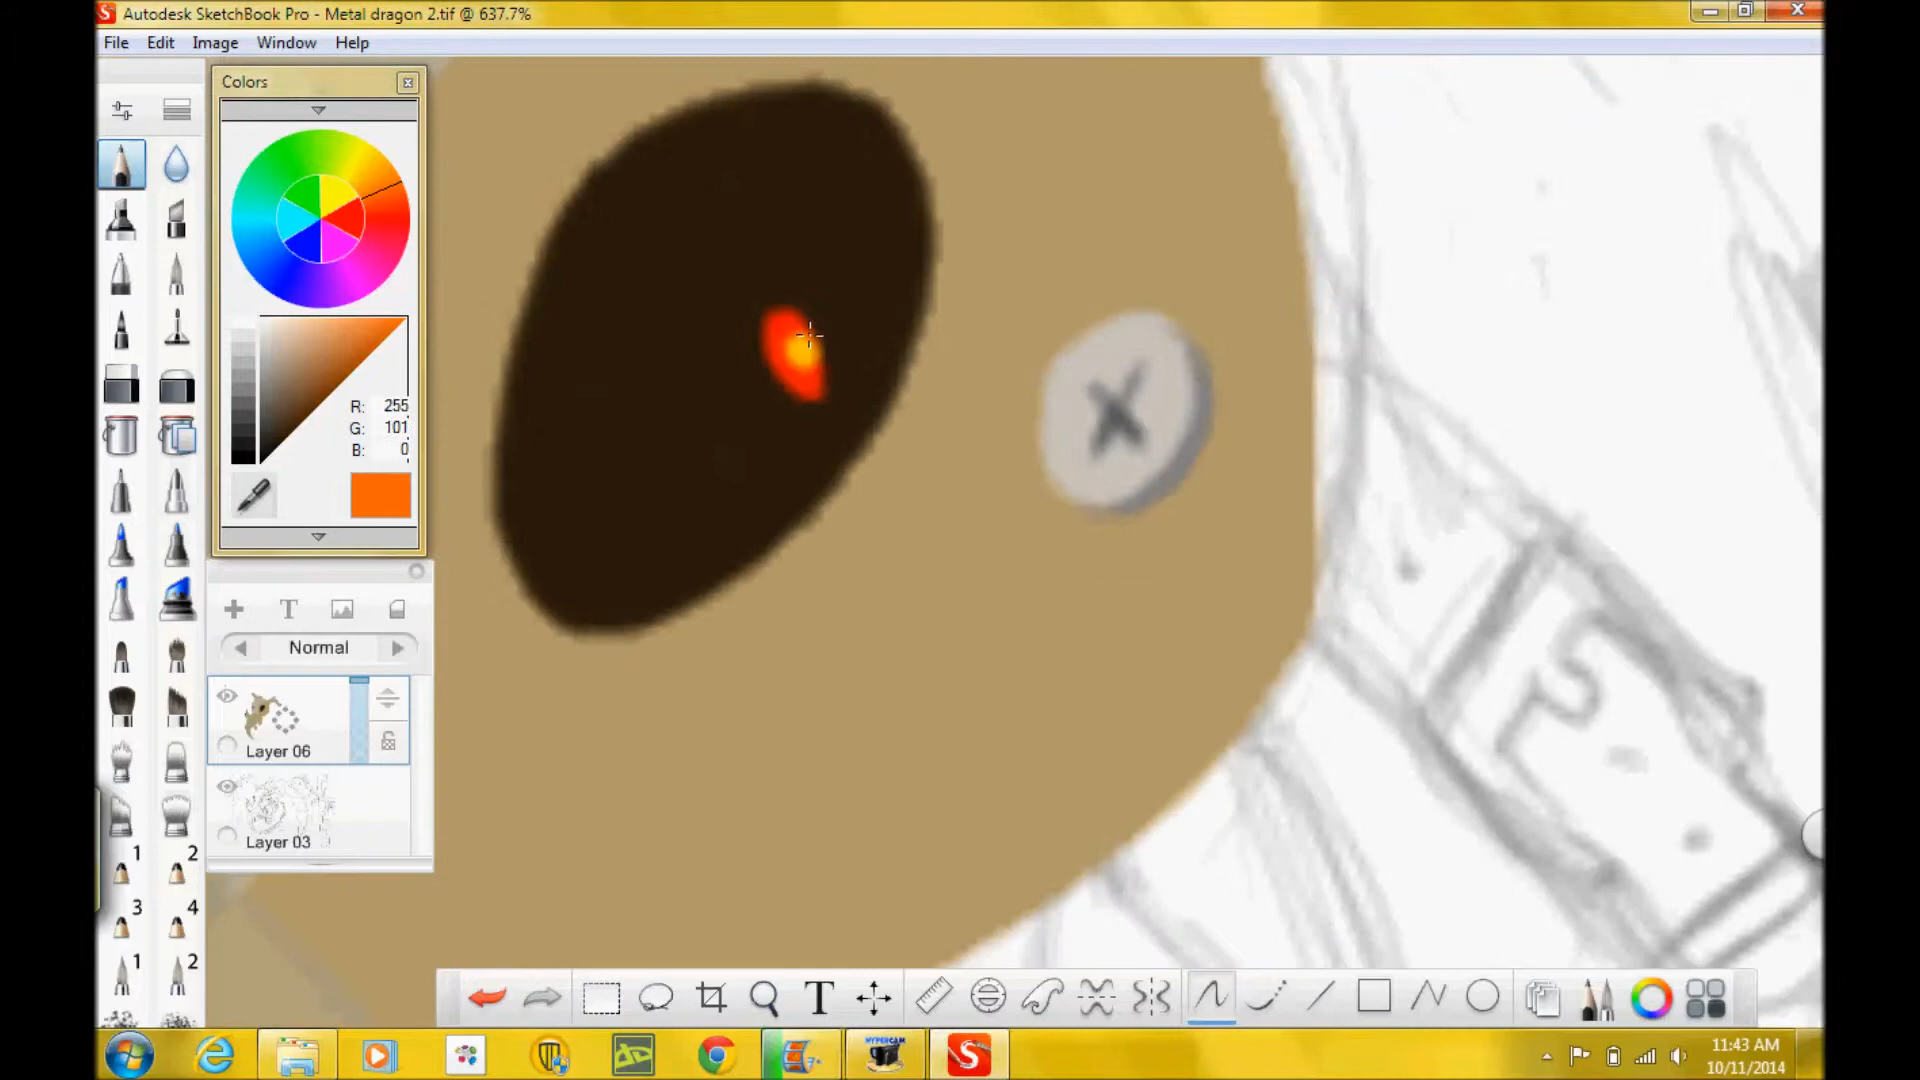 Autodesk SketchBook Pro - Metal dragon 2.tif @ 637.7%
File Edit Image Window Help
Colors
R: 255
G: 101
B: 0
T
Normal
Layer 06
Layer 03
1 2
3 4
1 2
T
HYPERCAM
11:43 AM
10/11/2014